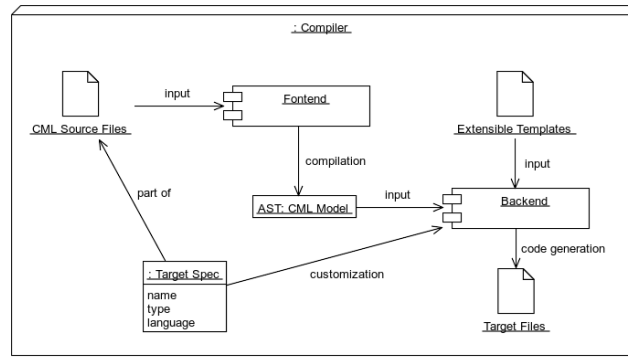 : Compiler
input
Fontend
CML Source Files
Extensible Templates
compilation
input
part of
AST: CML Model
input
Backend
: Target Spec
customization
code generation
name
type
language
Target Files